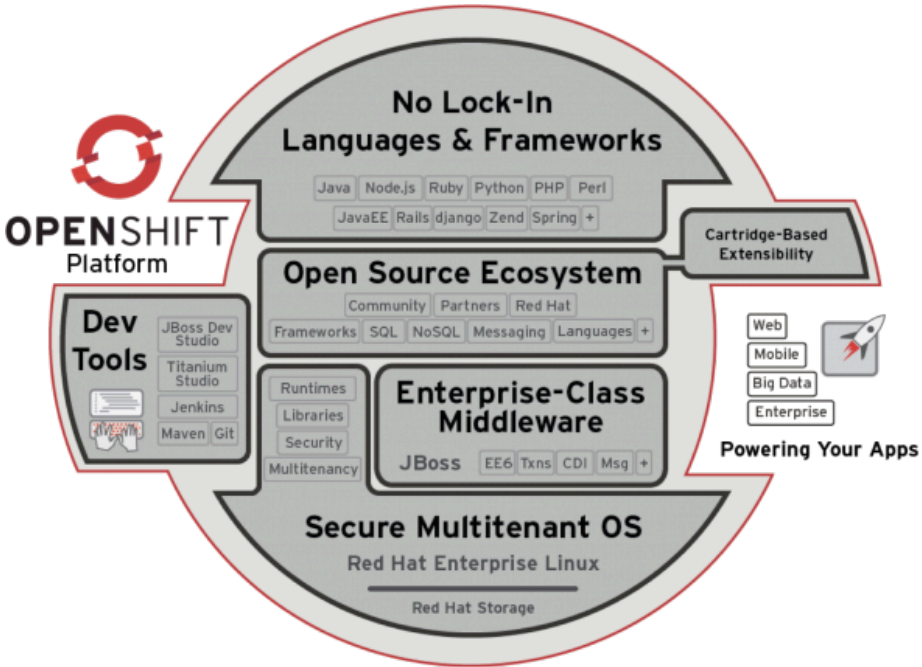 No Lock-In
Languages & Frameworks
Java Node.js Ruby Python PHP Perl
JavaEE Rails django Zend Spring +
OPENSHIFT
Platform
Cartridge-Based
Extensibility
Open Source Ecosystem
Community Partners Red Hat
Frameworks SQL NoSQL Messaging Languages +
Dev
Tools
JBoss Dev
Studio
Titanium
Studio
Jenkins
Maven Git
Runtimes
Libraries
Security
Multitenancy
Enterprise-Class
Middleware
JBoss EE6 Txns CDI Msg +
Web
Mobile
Big Data
Enterprise
Powering Your Apps
Secure Multitenant OS
Red Hat Enterprise Linux
Red Hat Storage